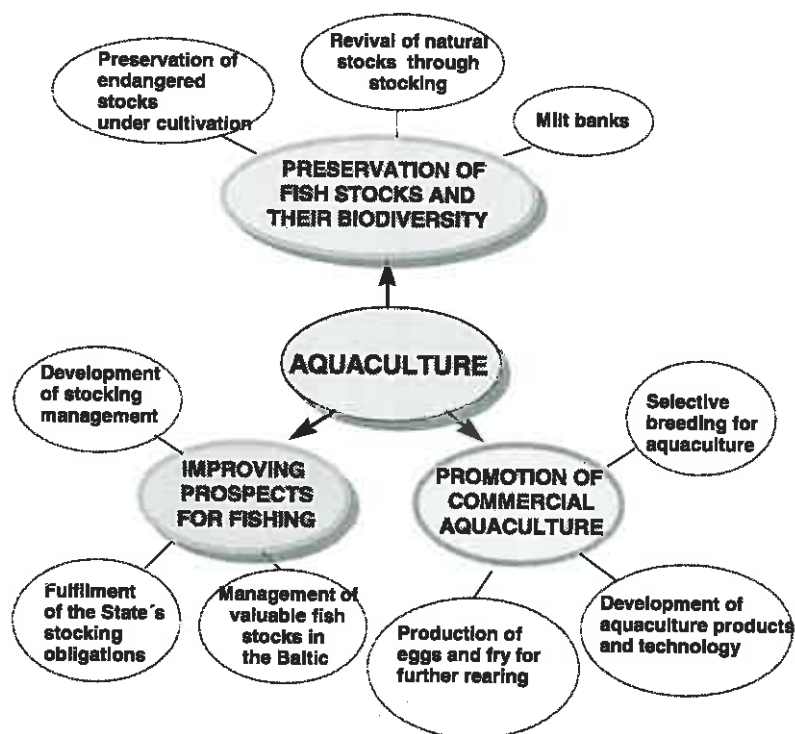 Preservation of
endangered
stocks
under cultivation
Revival of natural
stocks through
stocking
Milt banks
PRESERVATION OF
FISH STOCKS AND
THEIR BIODIVERSITY
AQUACULTURE
Development
of stocking
management
IMPROVING
PROSPECTS
FOR FISHING
Fulfilment
of the State´s
stocking
obligations
Management of
valuable fish
stocks in
the Baltic
Selective
breeding for
aquaculture
PROMOTION OF
COMMERCIAL
AQUACULTURE
Production of
eggs and fry for
further rearing
Development of
aquaculture products
and technology